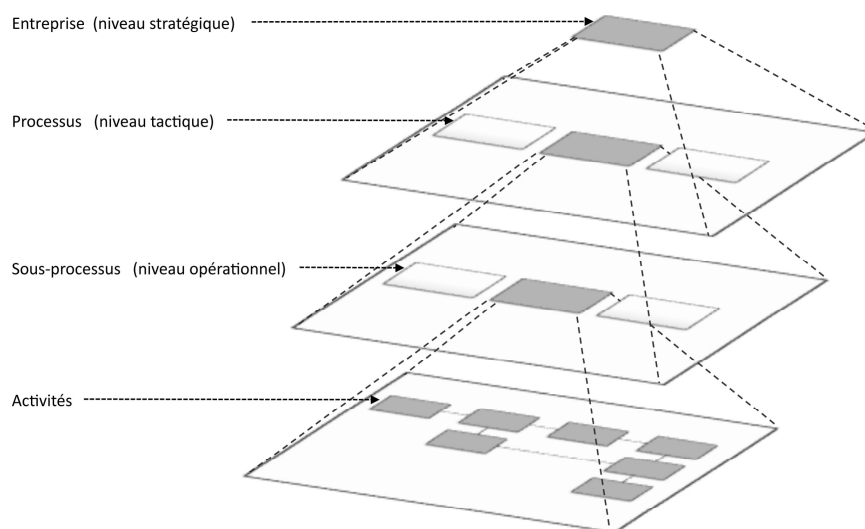 Entreprise (niveau stratégique)
Processus (niveau tactique)
Sous-processus (niveau opérationnel)
Activités